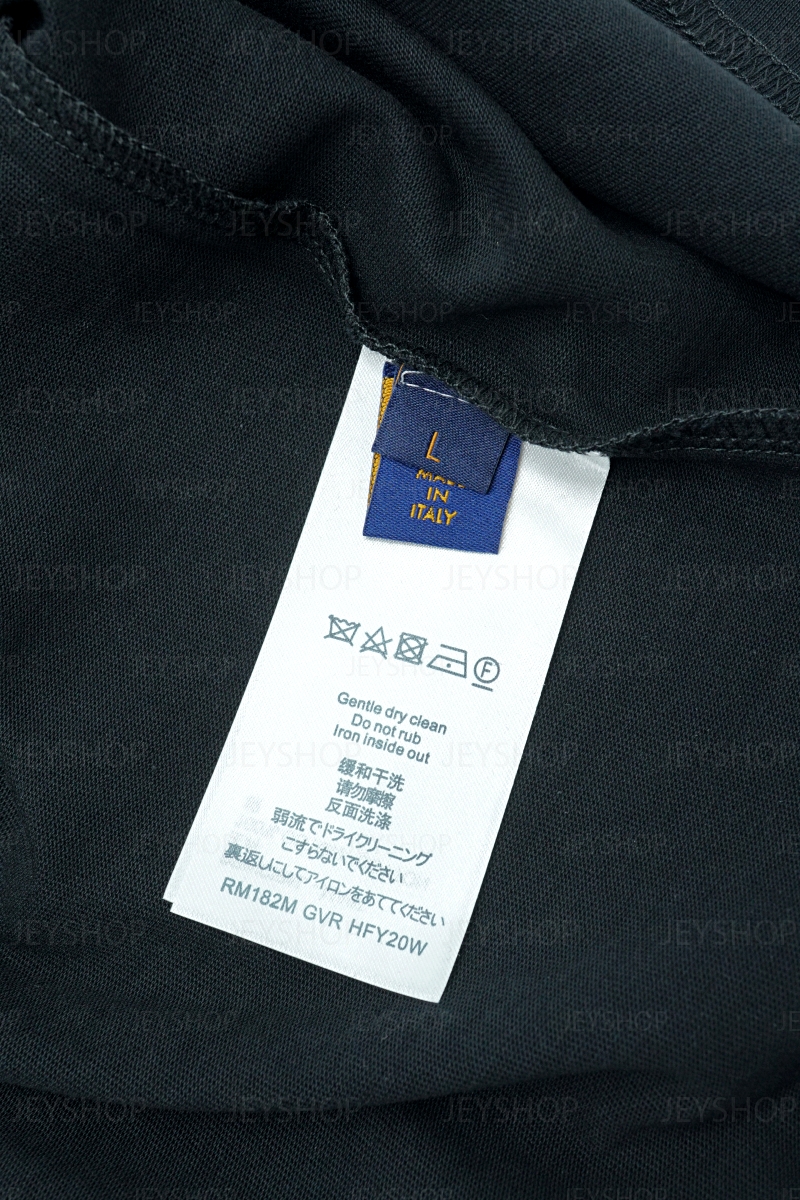 JEYSHOP
L
MADE
IN
ITALY
F
Gentle dry clean
Do not rub
Iron inside out
缓和干洗
请勿摩擦
反面洗涤
弱流でドライクリーニング
こすらないでください
裏返しにしてアイロンをあててください
RM182M GVR HFY20W